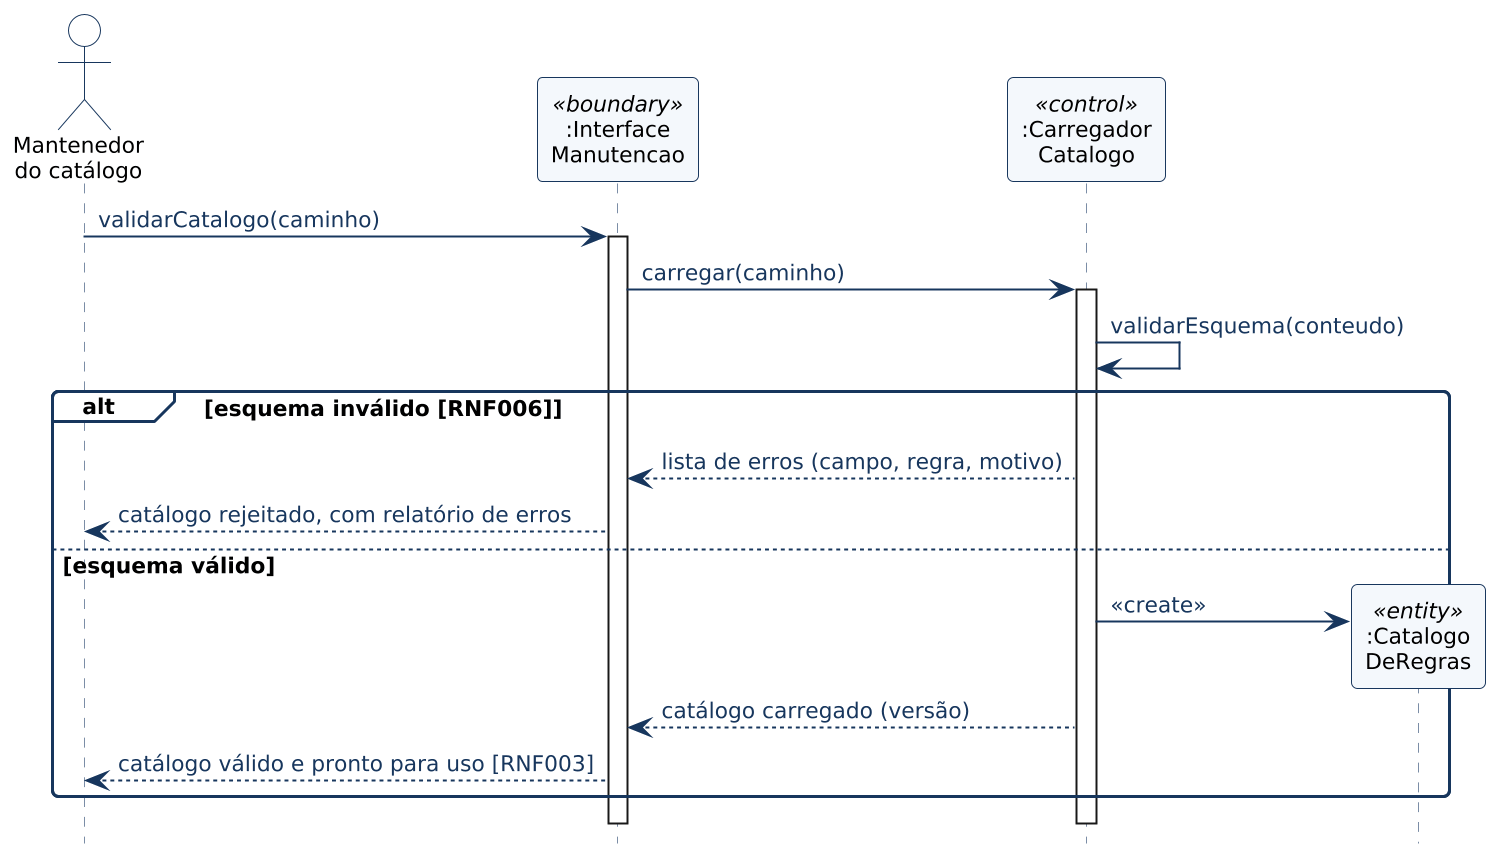 Mantenedor
do catálogo
«boundary»
:Interface
Manutencao
«control»
:Carregador
Catalogo
validarCatalogo(caminho)
carregar(caminho)
validarEsquema(conteudo)
alt
[esquema inválido [RNF006]]
lista de erros (campo, regra, motivo)
catálogo rejeitado, com relatório de erros
[esquema válido]
«create»
«entity»
:Catalogo
DeRegras
catálogo carregado (versão)
catálogo válido e pronto para uso [RNF003]